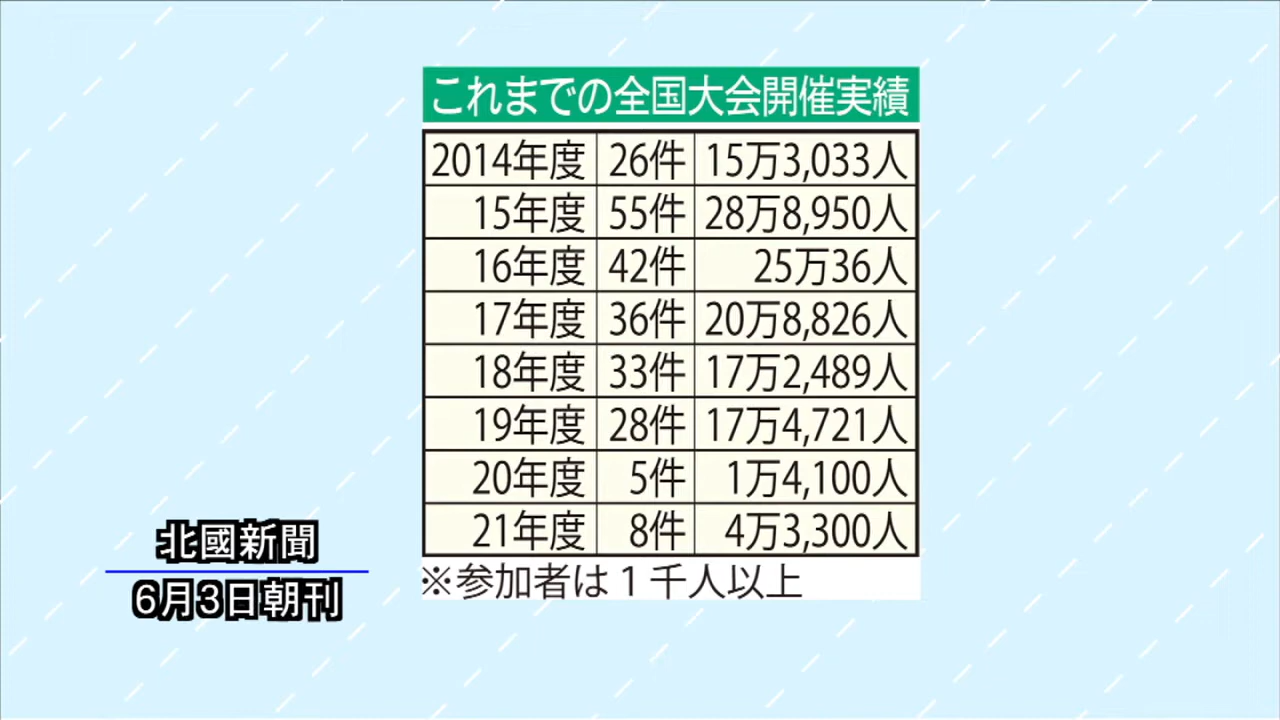 これまでの全国大会開催実績
2014年度 26件 15万3,033人
15年度 55件 28万8,950人
16年度 42件 25万36人
17年度 36件 20万8,826人
18年度 33件 17万2,489人
19年度 28件 17万4,721人
20年度 5件 1万4,100人
21年度 8件 4万3,300人
※参加者は1千人以上
北國新聞
6月3日朝刊